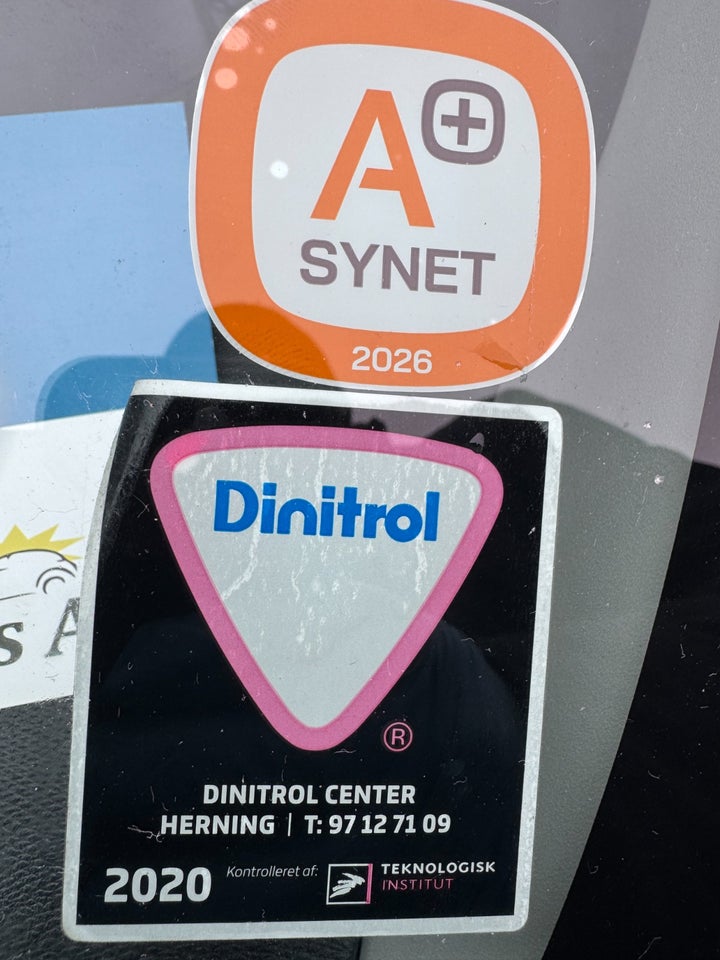 A+
SYNET
2026
Dinitrol
®
DINITROL CENTER
HERNING | T: 97 12 71 09
2020 Kontrolleret af: TEKNOLOGISK
INSTITUT